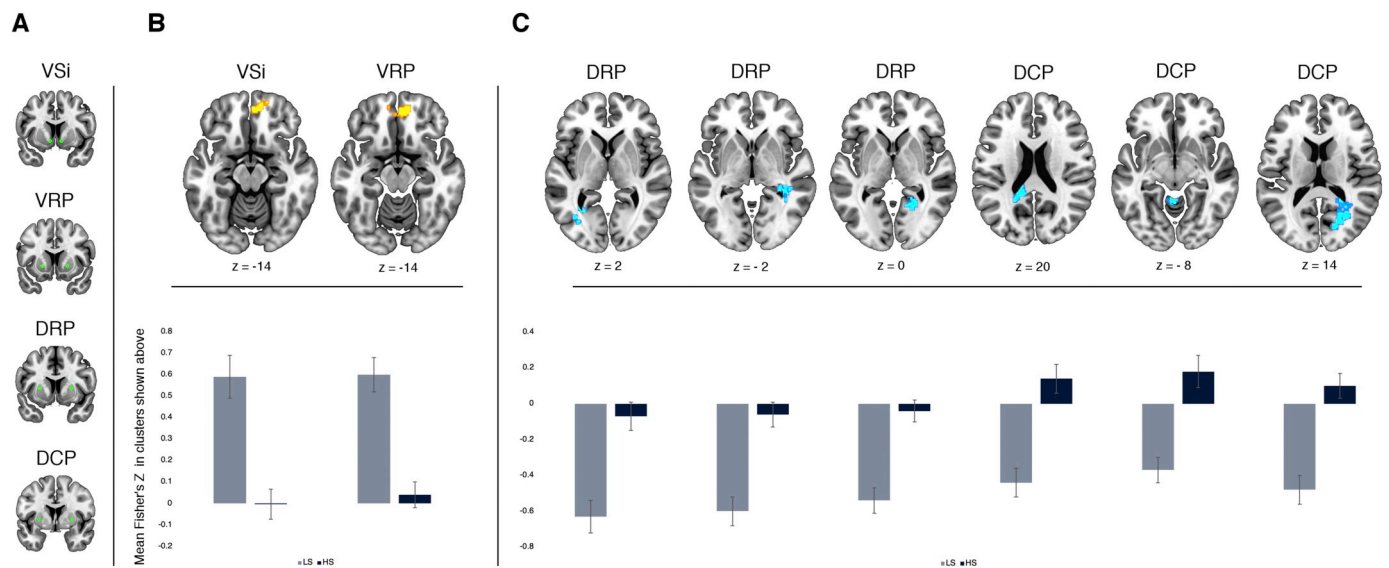 A
VSi
VRP
DRP
DCP
B
VSi
VRP
z = -14
z = -14
Mean Fisher's Z in clusters shown above
0.8
0.7
0.6
0.5
0.4
0.3
0.2
0.1
0
-0.1
-0.2
LS HS
C
DRP
DRP
DRP
DCP
DCP
DCP
z = 2
z = - 2
z = 0
z = 20
z = - 8
z = 14
0.4
0.2
0
-0.2
-0.4
-0.6
-0.8
LS HS